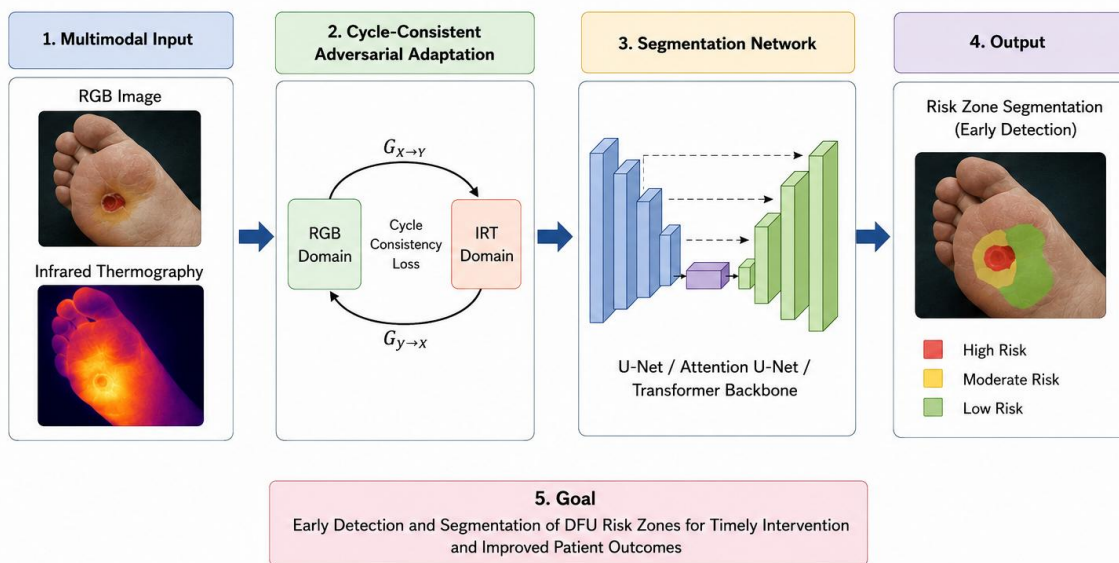 1. Multimodal Input
RGB Image
Infrared Thermography
2. Cycle-Consistent
Adversarial Adaptation
G_{X→Y}
RGB
Domain
Cycle
Consistency
Loss
IRT
Domain
G_{y→X}
3. Segmentation Network
U-Net / Attention U-Net /
Transformer Backbone
4. Output
Risk Zone Segmentation
(Early Detection)
High Risk
Moderate Risk
Low Risk
5. Goal
Early Detection and Segmentation of DFU Risk Zones for Timely Intervention
and Improved Patient Outcomes